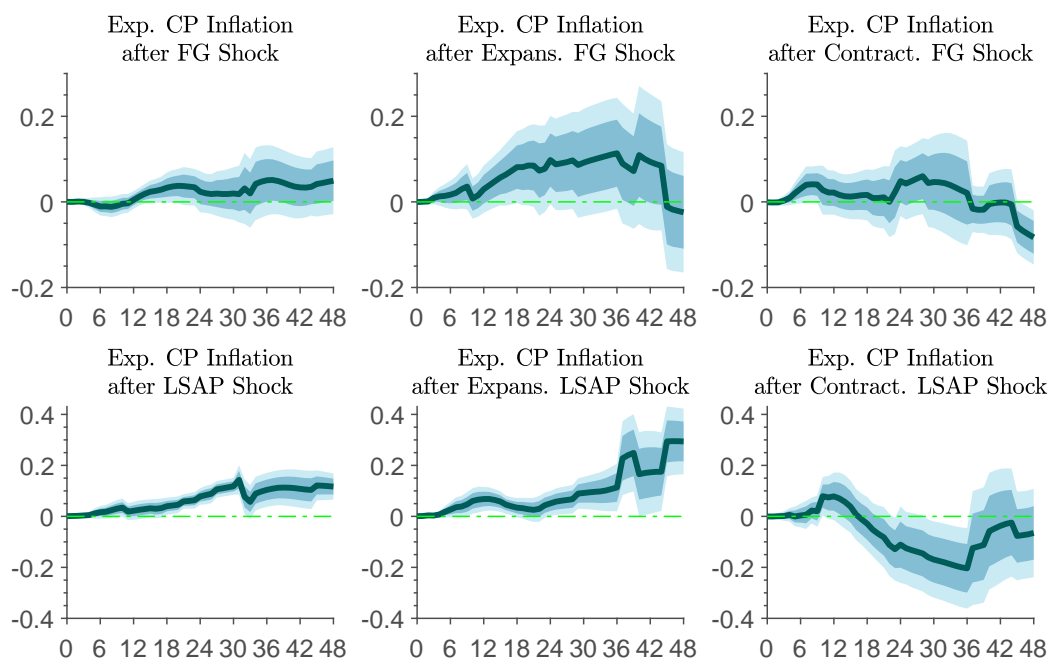 Exp. CP Inflation
after FG Shock
Exp. CP Inflation
after Expans. FG Shock
Exp. CP Inflation
after Contract. FG Shock
0.2
0
-0.2
0 6 12 18 24 30 36 42 48
0.2
0
-0.2
0 6 12 18 24 30 36 42 48
0.2
0
-0.2
0 6 12 18 24 30 36 42 48
Exp. CP Inflation
after LSAP Shock
Exp. CP Inflation
after Expans. LSAP Shock
Exp. CP Inflation
after Contract. LSAP Shock
0.4
0.2
0
-0.2
-0.4
0 6 12 18 24 30 36 42 48
0.4
0.2
0
-0.2
-0.4
0 6 12 18 24 30 36 42 48
0.4
0.2
0
-0.2
-0.4
0 6 12 18 24 30 36 42 48